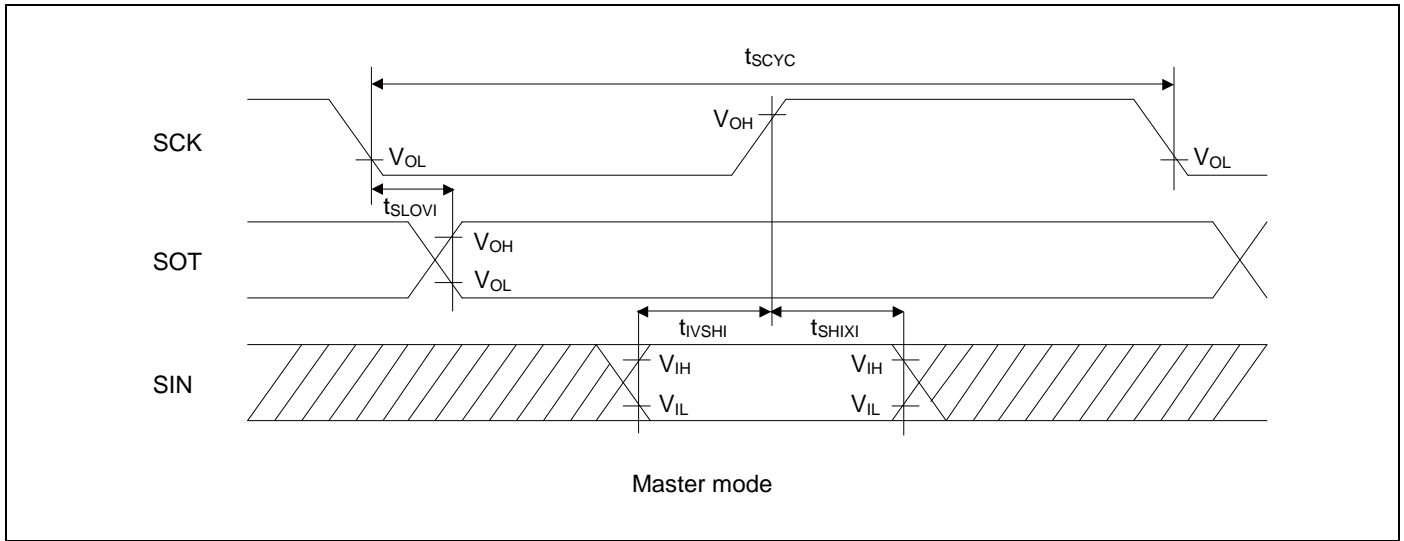 tSCYC
SCK
VOH
VOL
VOL
tSLOVI
SOT
VOH
VOL
tIVSHI
tSHIXI
SIN
VIH
VIH
VIL
VIL
Master mode